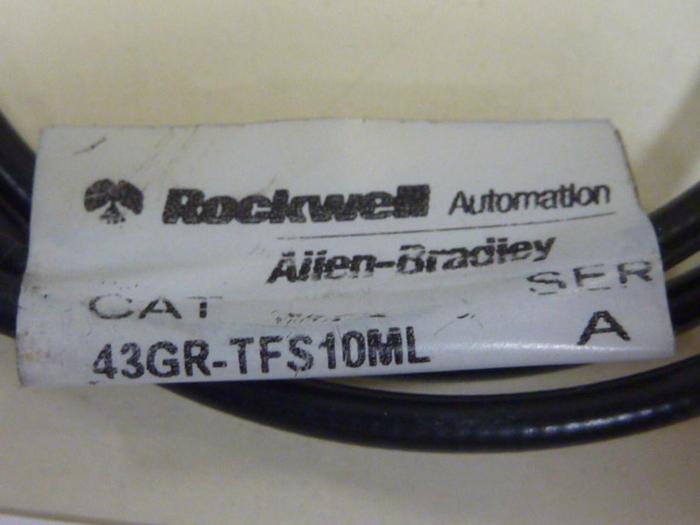 Rockwell Automation
Allen-Bradley
CAT SER
43GR-TFS10ML A